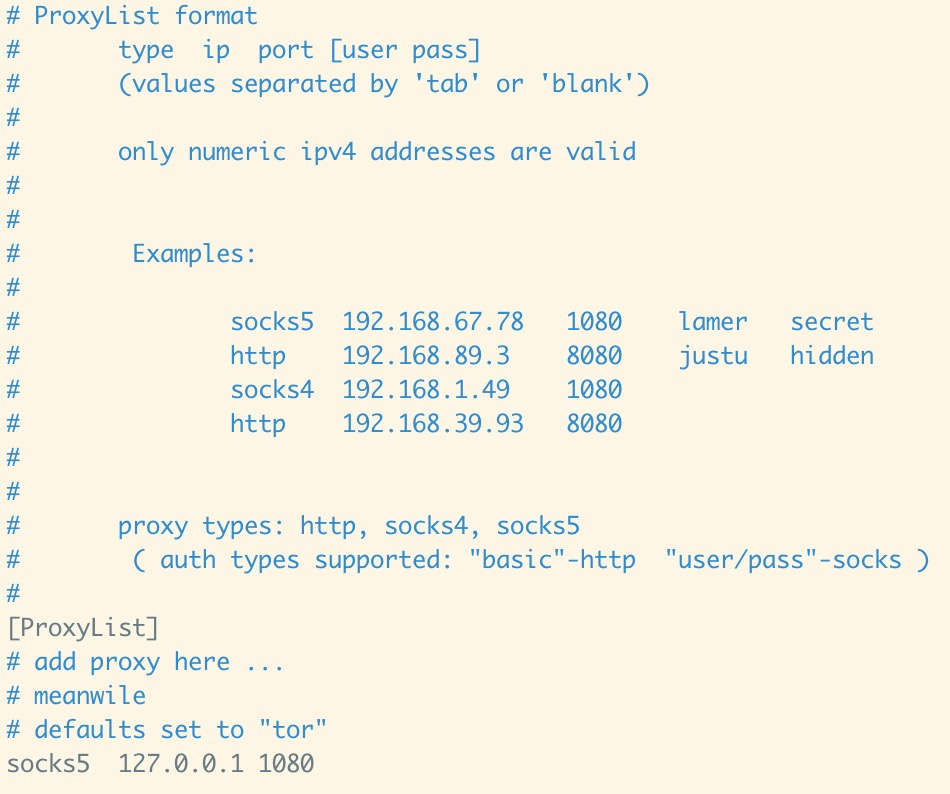 # ProxyList format
#       type  ip  port [user pass]
#       (values separated by 'tab' or 'blank')
#
#       only numeric ipv4 addresses are valid
#
#
#        Examples:
#
#               socks5  192.168.67.78   1080    lamer   secret
#               http    192.168.89.3    8080    justu   hidden
#               socks4  192.168.1.49    1080
#               http    192.168.39.93   8080
#
#
#       proxy types: http, socks4, socks5
#        ( auth types supported: "basic"-http  "user/pass"-socks )
#
[ProxyList]
# add proxy here ...
# meanwile
# defaults set to "tor"
socks5  127.0.0.1 1080